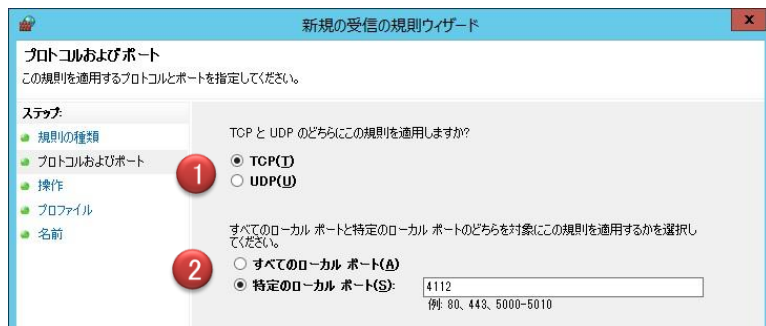 新規の受信の規則ウィザード
x
プロトコルおよびポート
この規則を適用するプロトコルとポートを指定してください。
ステップ:
規則の種類
プロトコルおよびポート
操作
プロファイル
名前
TCP と UDP のどちらにこの規則を適用しますか?
1
TCP(T)
UDP(U)
すべてのローカル ポートと特定のローカル ポートのどちらを対象にこの規則を適用するかを選択し
てください。
2
すべてのローカル ポート(A)
特定のローカル ポート(S): 4112
例: 80、443、5000-5010